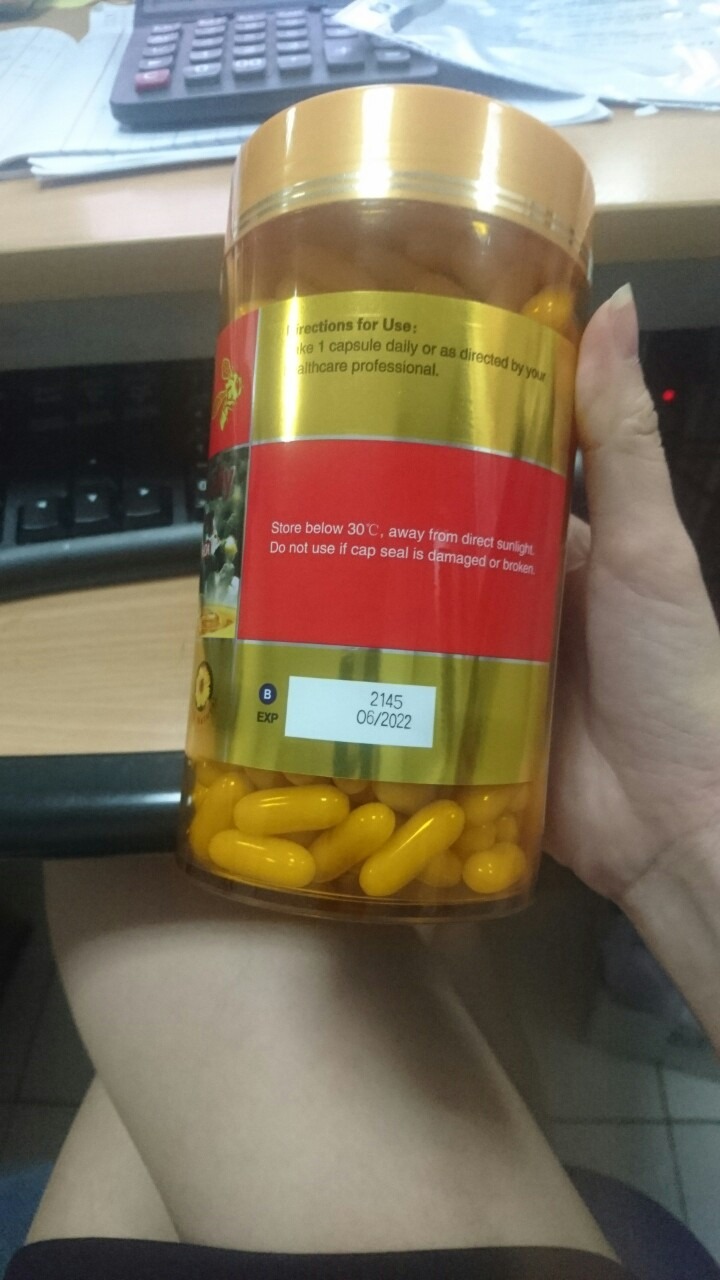 irections for Use:
ke 1 capsule daily or as directed by your
althcare professional.
Store below 30℃, away from direct sunlight.
Do not use if cap seal is damaged or broken.
B 2145
EXP 06/2022